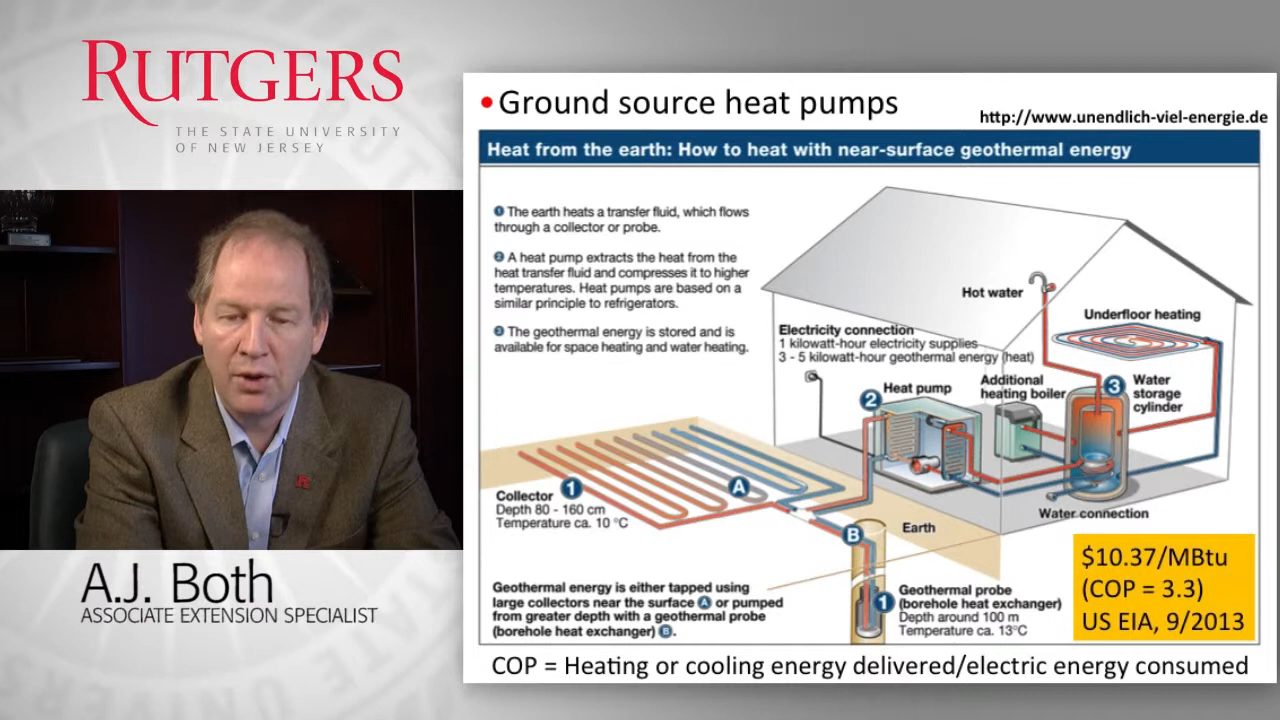 RUTGERS
THE STATE UNIVERSITY
OF NEW JERSEY
R
A.J. Both
ASSOCIATE EXTENSION SPECIALIST
•Ground source heat pumps
http://www.unendlich-viel-energie.de
Heat from the earth: How to heat with near-surface geothermal energy
1 The earth heats a transfer fluid, which flows
through a collector or probe.
2 A heat pump extracts the heat from the
heat transfer fluid and compresses it to higher
temperatures. Heat pumps are based on a
similar principle to refrigerators.
3 The geothermal energy is stored and is
available for space heating and water heating.
Hot water
Underfloor heating
Electricity connection
1 kilowatt-hour electricity supplies
3 - 5 kilowatt-hour geothermal energy (heat)
2
Heat pump
Additional
heating boiler
3
Water
storage
cylinder
1
A
Collector
Depth 80 - 160 cm
Temperature ca. 10 °C
B
Earth
Water connection
Geothermal energy is either tapped using
large collectors near the surface A or pumped
from greater depth with a geothermal probe
(borehole heat exchanger) B.
1
Geothermal probe
(borehole heat exchanger)
Depth around 100 m
Temperature ca. 13°C
$10.37/MBtu
(COP = 3.3)
US EIA, 9/2013
COP = Heating or cooling energy delivered/electric energy consumed